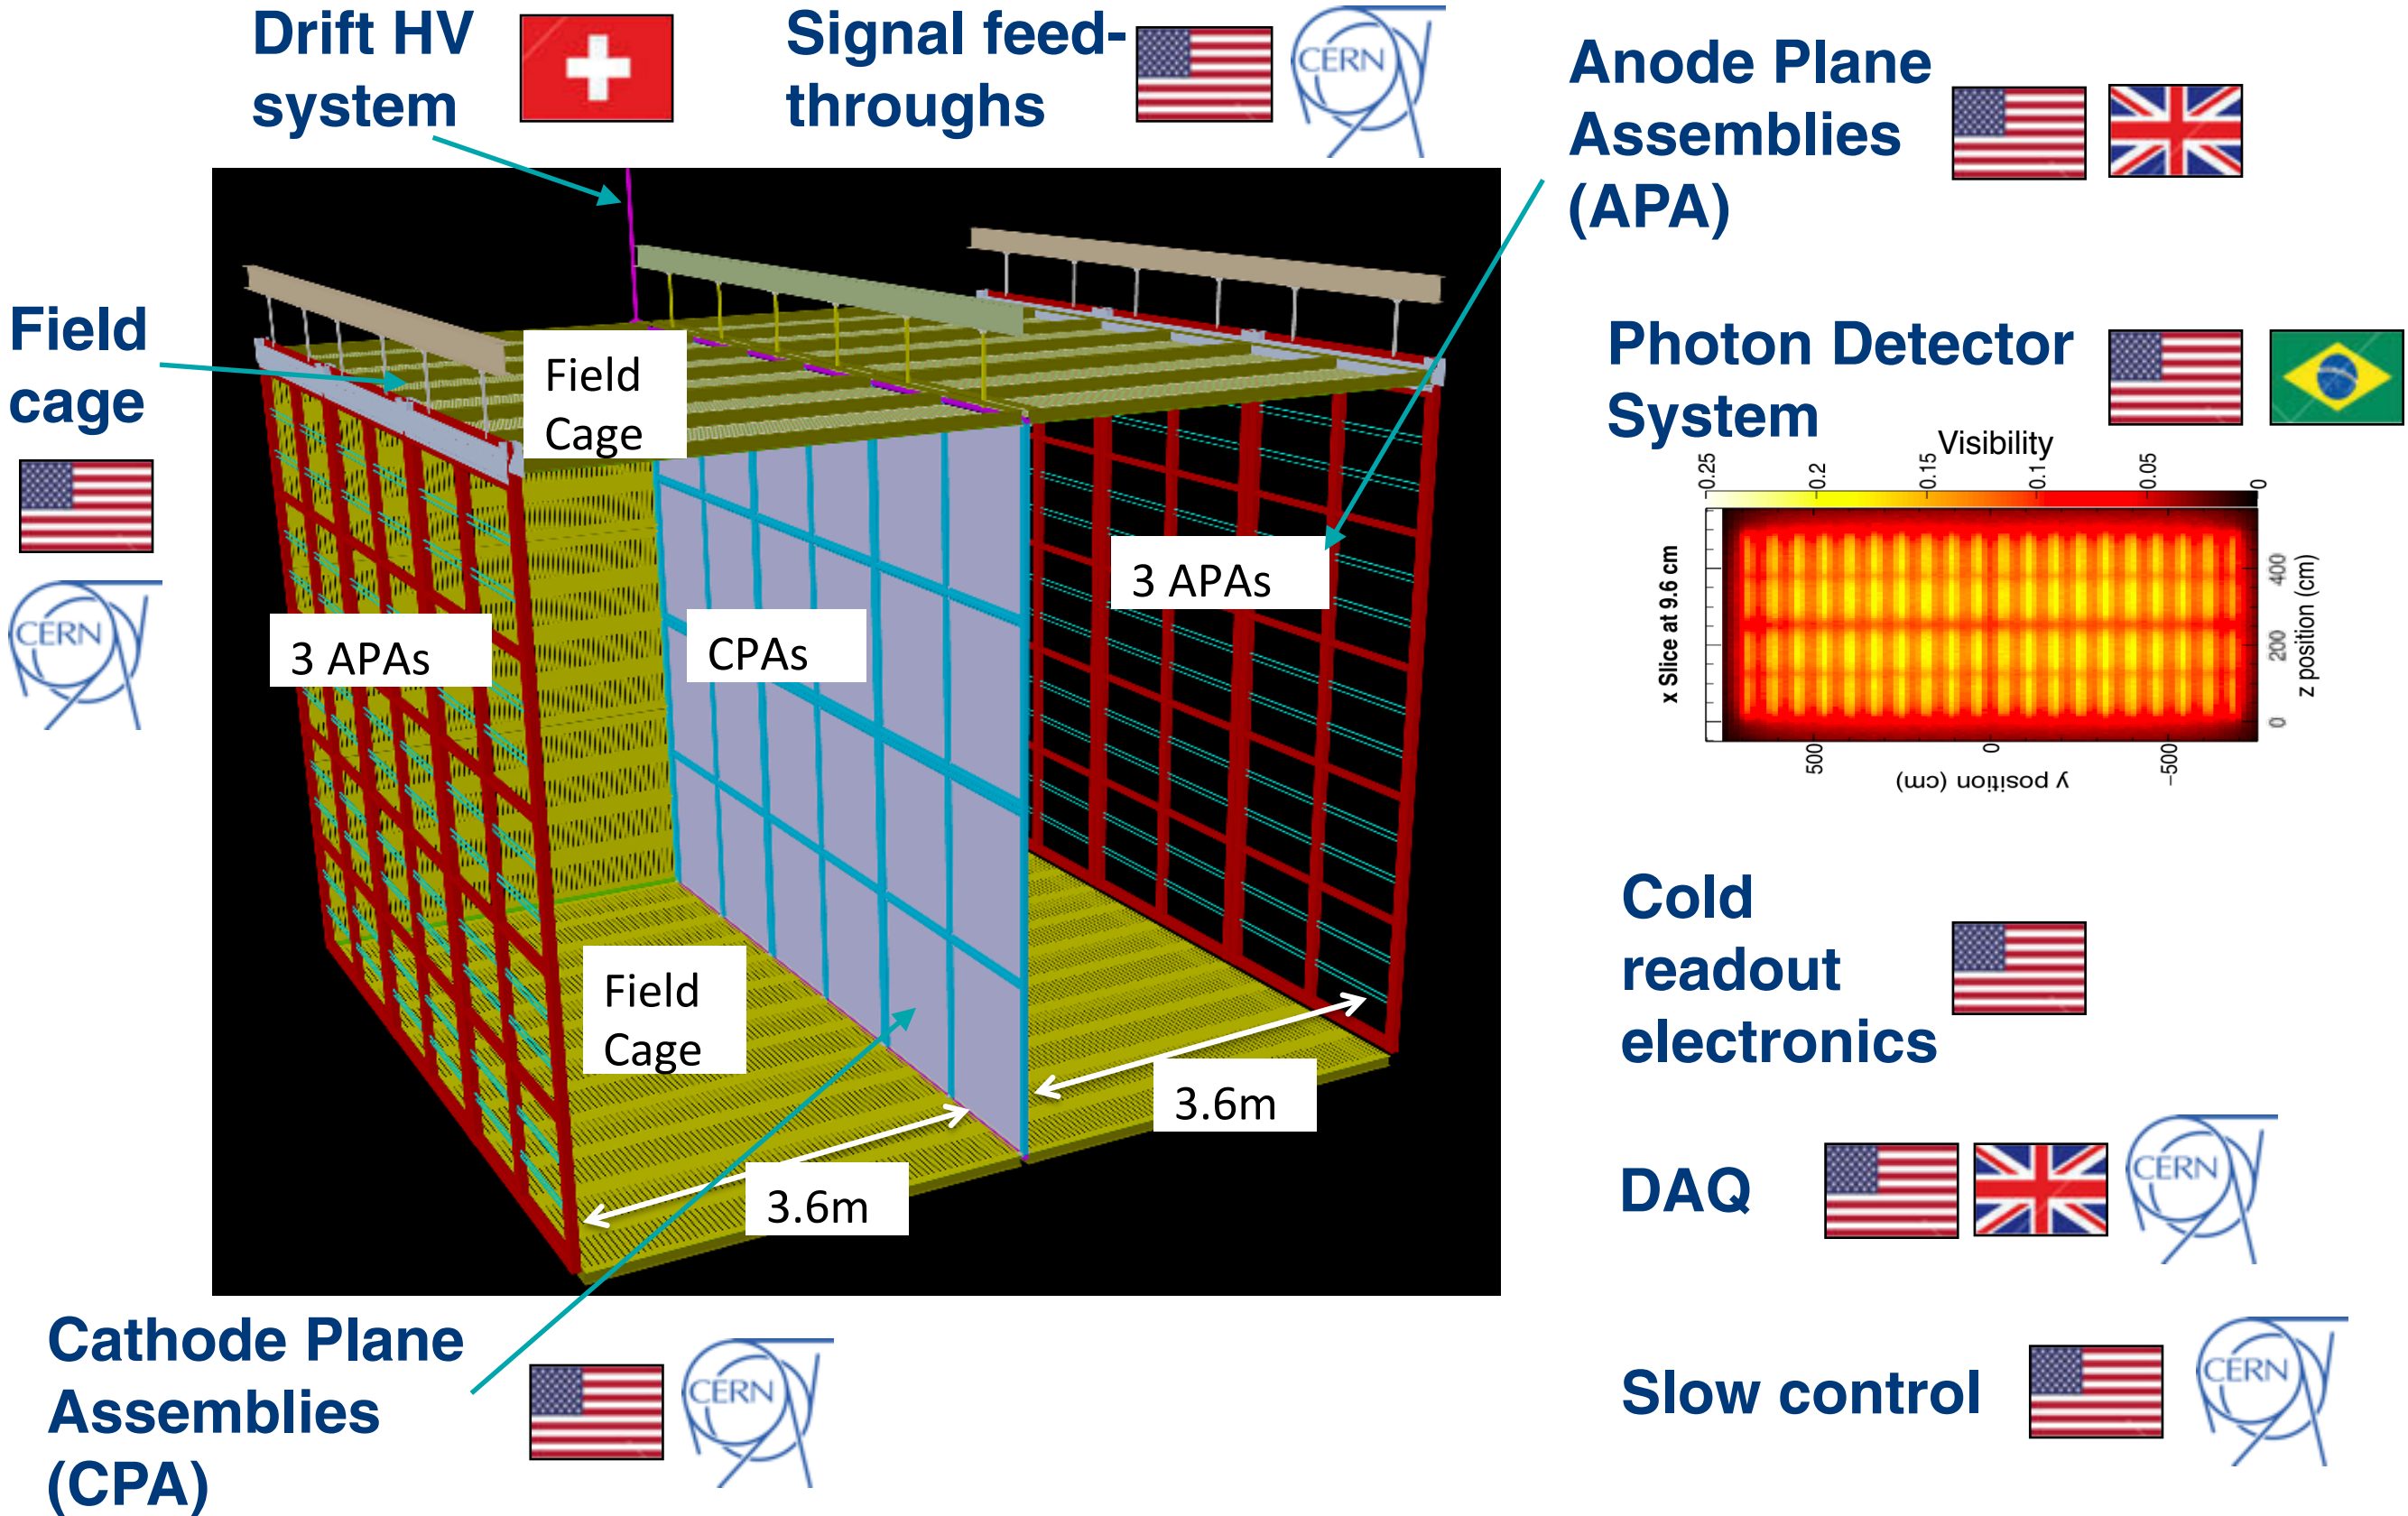 Drift HV
system
Signal feed-
throughs
CERN
Anode Plane
Assemblies
(APA)
Field
cage
CERN
Photon Detector
System
Field
Cage
3 APAs
CPAs
3 APAs
Field
Cage
3.6m
3.6m
Visibility
0.25
0.2
0.15
0.1
0.05
0
x Slice at 9.6 cm
400
200
0
z position (cm)
500
0
-500
y position (cm)
Cold
readout
electronics
DAQ
CERN
Slow control
CERN
Cathode Plane
Assemblies
(CPA)
CERN